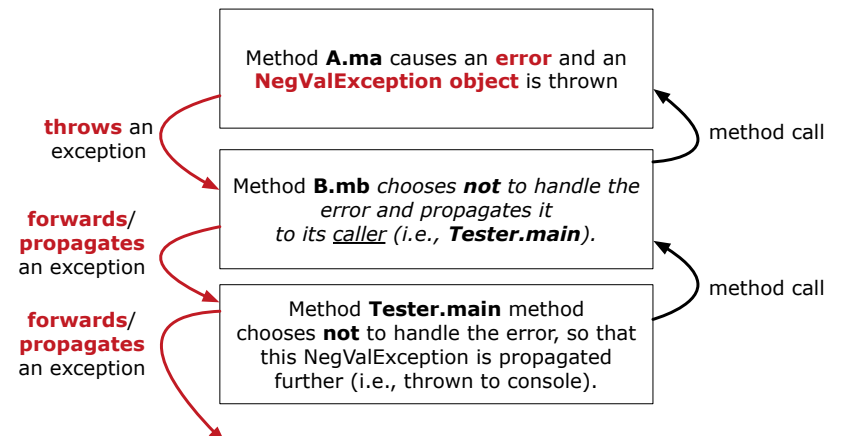 Method A.ma causes an error and an
NegValException object is thrown
throws an
exception
method call
Method B.mb chooses not to handle the
error and propagates it
to its caller (i.e., Tester.main).
forwards/
propagates
an exception
method call
Method Tester.main method
chooses not to handle the error, so that
this NegValException is propagated
further (i.e., thrown to console).
forwards/
propagates
an exception